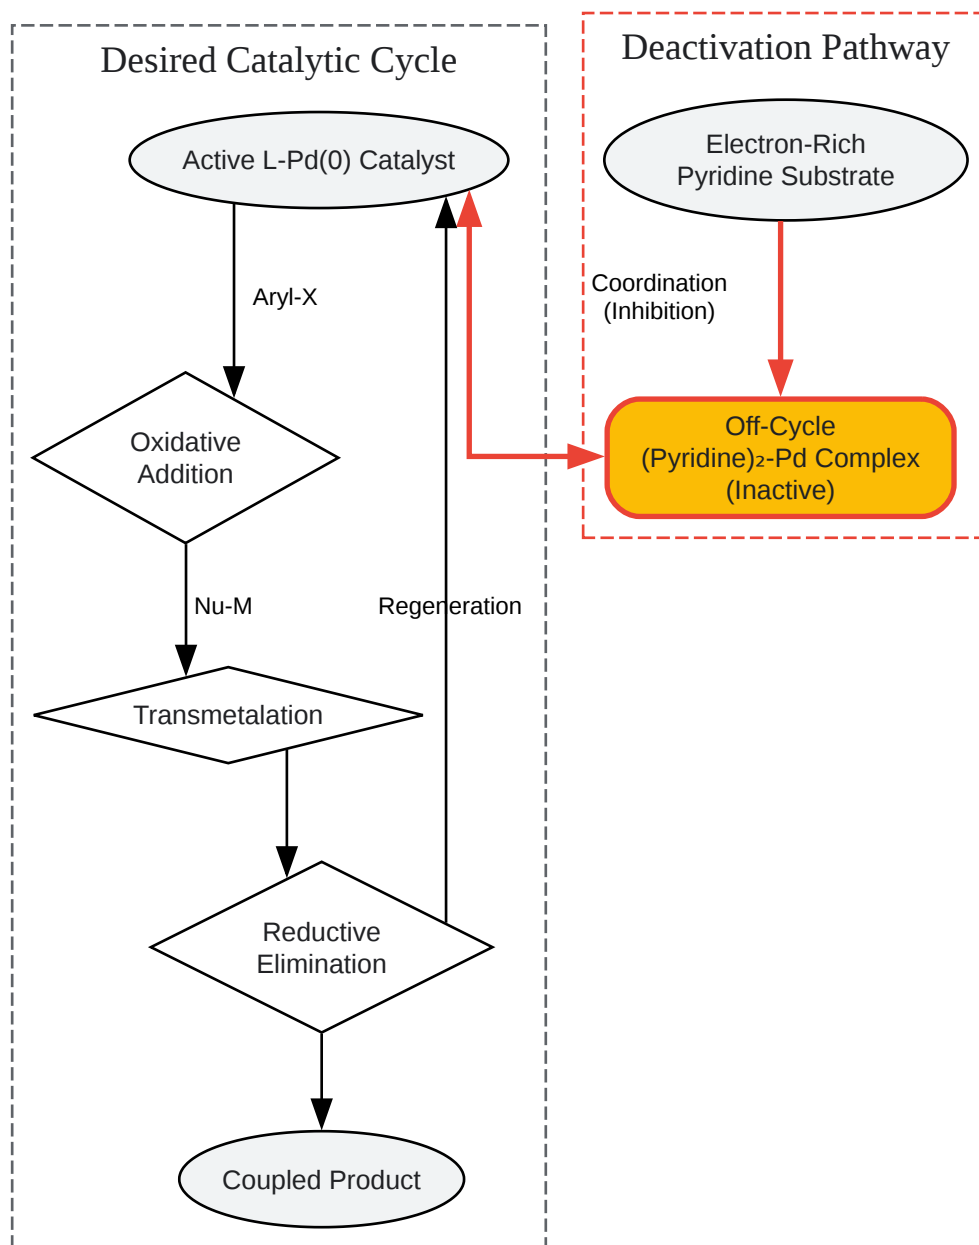 Desired Catalytic Cycle
Active L-Pd(0) Catalyst
Aryl-X
Oxidative
Addition
Nu-M
Regeneration
Transmetalation
Reductive
Elimination
Coupled Product
Deactivation Pathway
Electron-Rich
Pyridine Substrate
Coordination
(Inhibition)
Off-Cycle
(Pyridine)₂-Pd Complex
(Inactive)